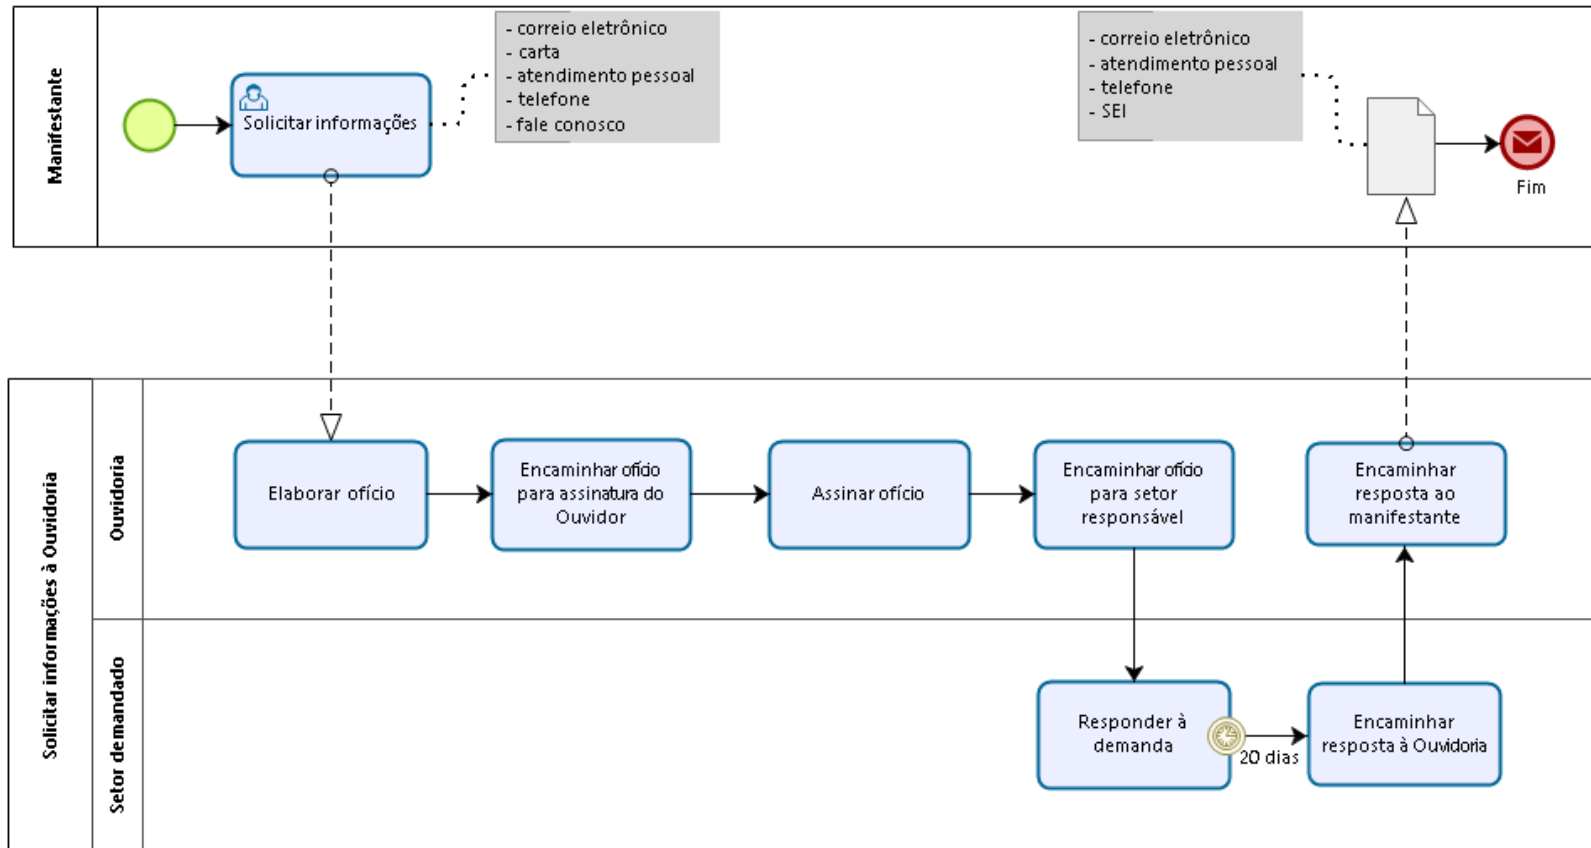 Manifestante
Solicitar informações
- correio eletrônico
- carta
- atendimento pessoal
- telefone
- fale conosco
- correio eletrônico
- atendimento pessoal
- telefone
- SEI
Fim
Solicitar informações à Ouvidoria
Ouvidoria
Elaborar ofício
Encaminhar ofício
para assinatura do
Ouvidor
Assinar ofício
Encaminhar ofício
para setor
responsável
Encaminhar
resposta ao
manifestante
Setor demandado
Responder à
demanda
20 dias
Encaminhar
resposta à Ouvidoria